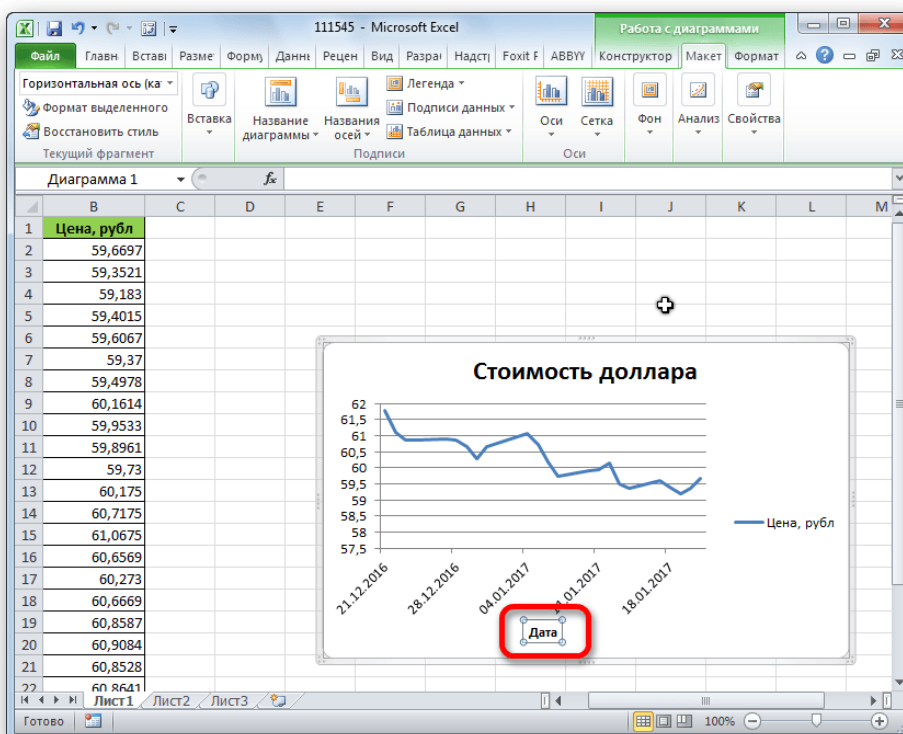 111545 - Microsoft Excel
Работа с диаграммами
Файл Главн Встав Разме Форму Данн Рецен Вид Разра Надст Foxit F ABBYY Конструктор Макет Формат
Горизонтальная ось (ка
Формат выделенного
Восстановить стиль
Текущий фрагмент
Вставка
Название диаграммы
Названия осей
Легенда
Подписи данных
Таблица данных
Подписи
Оси
Сетка
Оси
Фон
Анализ
Свойства
Диаграмма 1
fx
B C D E F G H I J K L M
1 Цена, рубл
2 59,6697
3 59,3521
4 59,183
5 59,4015
6 59,6067
7 59,37
8 59,4978
9 60,1614
10 59,9533
11 59,8961
12 59,73
13 60,175
14 60,7175
15 61,0675
16 60,6569
17 60,273
18 60,6669
19 60,8587
20 60,9084
21 60,8528
22 60,8641
Стоимость доллара
62
61,5
61
60,5
60
59,5
59
58,5
58
57,5
21.12.2016
28.12.2016
04.01.2017
11.01.2017
18.01.2017
Цена, рубл
Дата
Лист1 Лист2 Лист3
Готово
100%